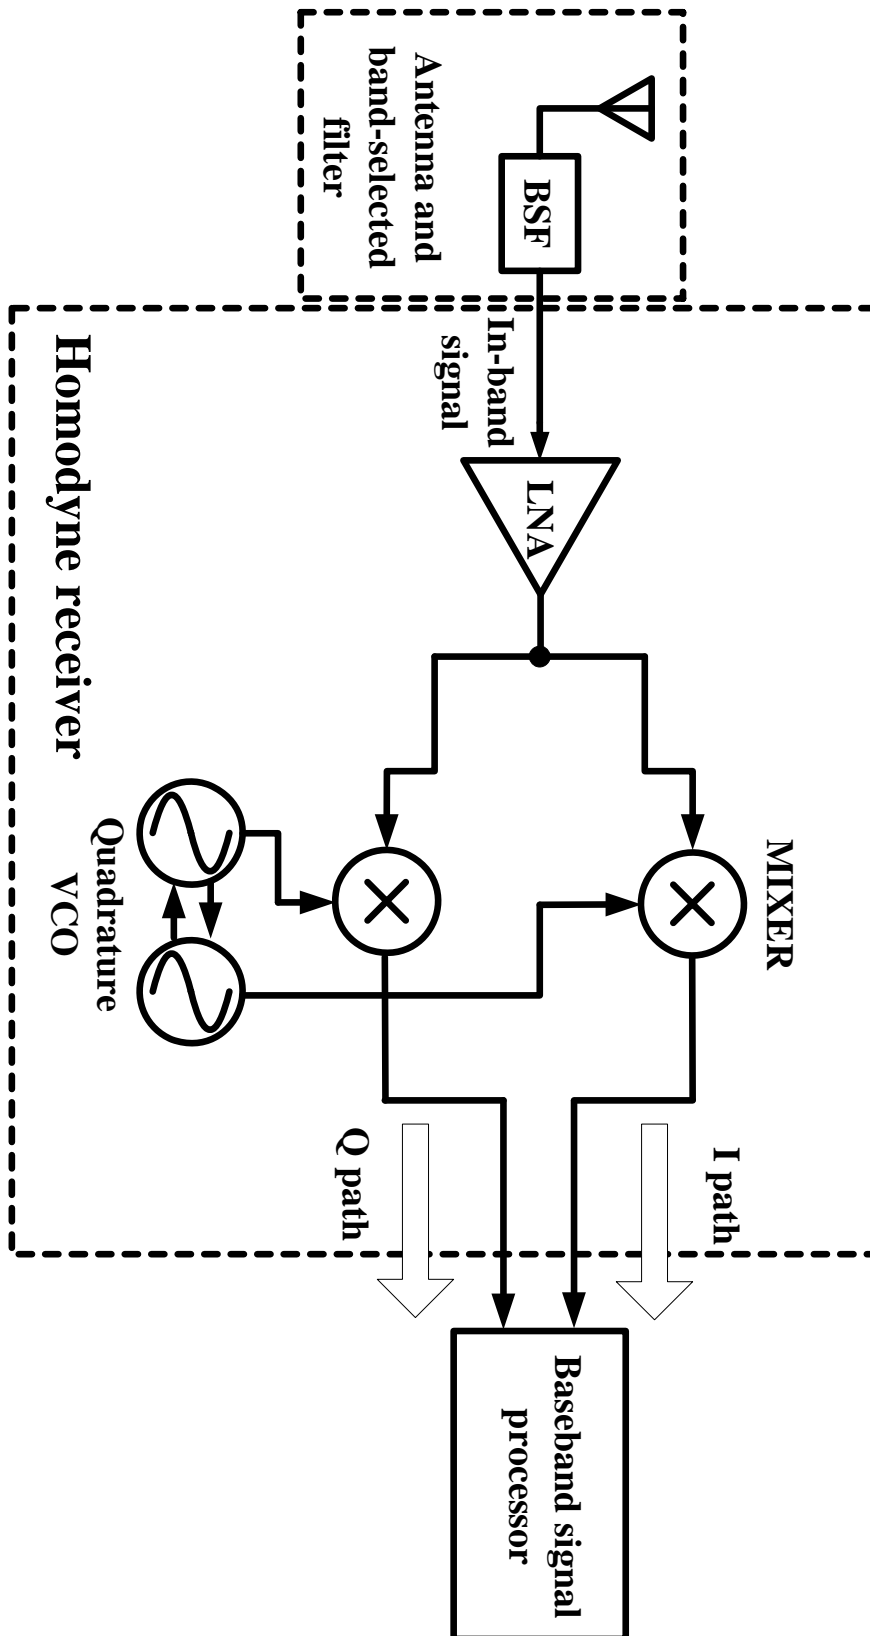 BSF
Antenna and
band-selected
filter
In-band
signal
LNA
MIXER
Quadrature
VCO
I path
Q path
Homodyne receiver
Baseband signal
processor